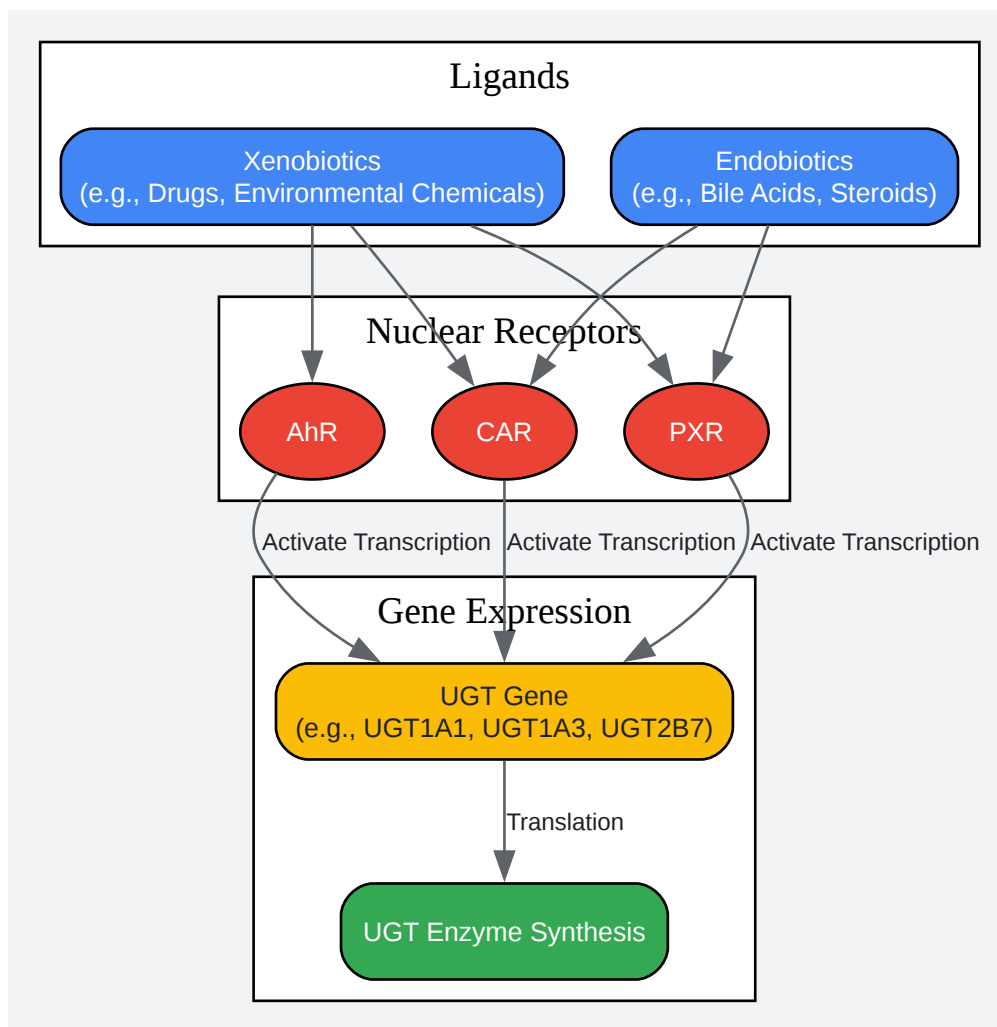 Ligands
Xenobiotics
(e.g., Drugs, Environmental Chemicals)
Endobiotics
(e.g., Bile Acids, Steroids)
Nuclear Receptors
AhR
CAR
PXR
Activate Transcription
Activate Transcription
Activate Transcription
Gene Expression
UGT Gene
(e.g., UGT1A1, UGT1A3, UGT2B7)
Translation
UGT Enzyme Synthesis